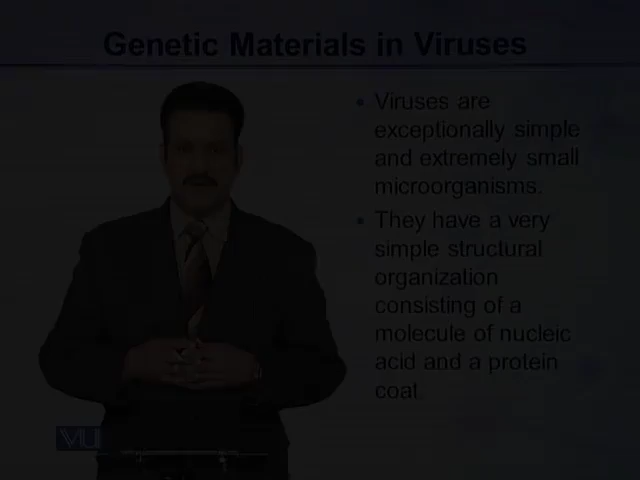 Genetic Materials in Viruses
• Viruses are
exceptionally simple
and extremely small
microorganisms.
• They have a very
simple structural
organization
consisting of a
molecule of nucleic
acid and a protein
coat
VU